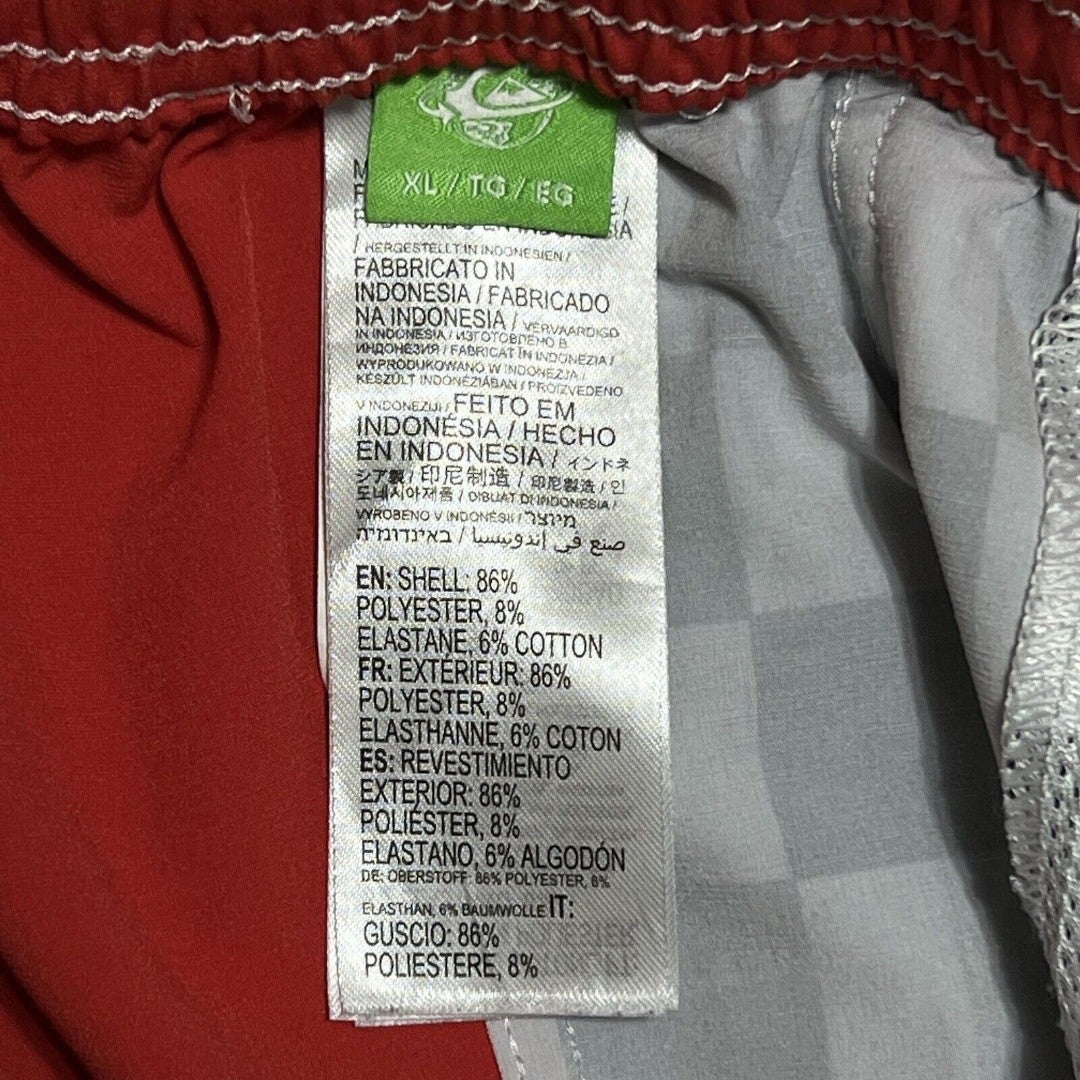 XL / TG / EG
/ HERGESTELLT IN INDONESIEN /
FABBRICATO IN
INDONESIA / FABRICADO
NA INDONESIA / VERVAARDIGD
IN INDONESIA / ИЗГОТОВЛЕНО В
ИНДОНЕЗИЯ / FABRICAT ÎN INDONEZIA /
WYPRODUKOWANO W INDONEZJA /
KÉSZÜLT INDONÉZIÁBAN / PROIZVEDENO
V INDONEZIJI / FEITO EM
INDONÉSIA / HECHO
EN INDONESIA / インドネ
シア製 / 印尼制造 / 印尼製造 / 인
도네시아제품 / DIBUAT DI INDONESIA /
VYROBENO V INDONÉSII / מיוצר
באינדונזיה / صنع في إندونيسيا
EN: SHELL: 86%
POLYESTER, 8%
ELASTANE, 6% COTTON
FR: EXTÉRIEUR: 86%
POLYESTER, 8%
ELASTHANNE, 6% COTON
ES: REVESTIMIENTO
EXTERIOR: 86%
POLIÉSTER, 8%
ELASTANO, 6% ALGODÓN
DE: OBERSTOFF: 86% POLYESTER, 8%
ELASTHAN, 6% BAUMWOLLE IT:
GUSCIO: 86%
POLIESTERE, 8%